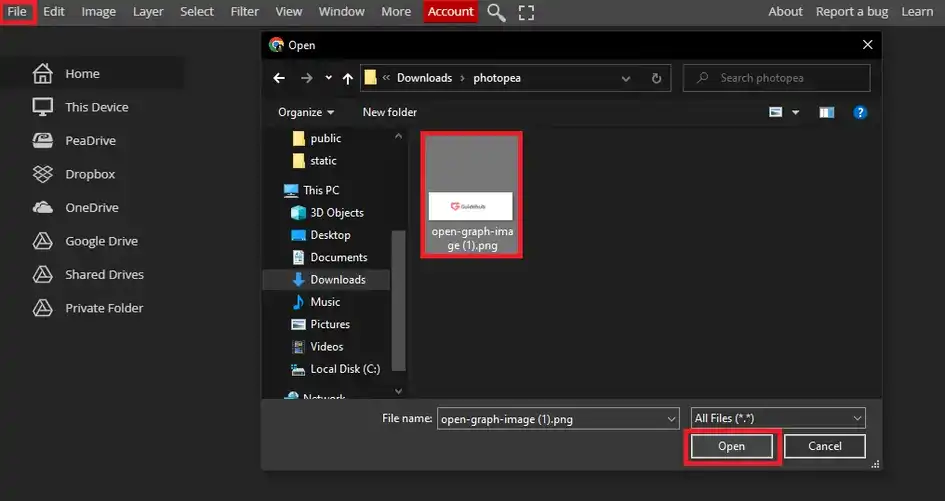 File Edit Image Layer Select Filter View Window More Account About Report a bug Learn
Open
Home
This Device
PeaDrive
Dropbox
OneDrive
Google Drive
Shared Drives
Private Folder
« Downloads › photopea
Search photopea
Organize
New folder
public
static
This PC
3D Objects
Desktop
Documents
Downloads
Music
Pictures
Videos
Local Disk (C:)
Network
open-graph-ima
ge (1).png
File name: open-graph-image (1).png
All Files (*.*)
Open
Cancel